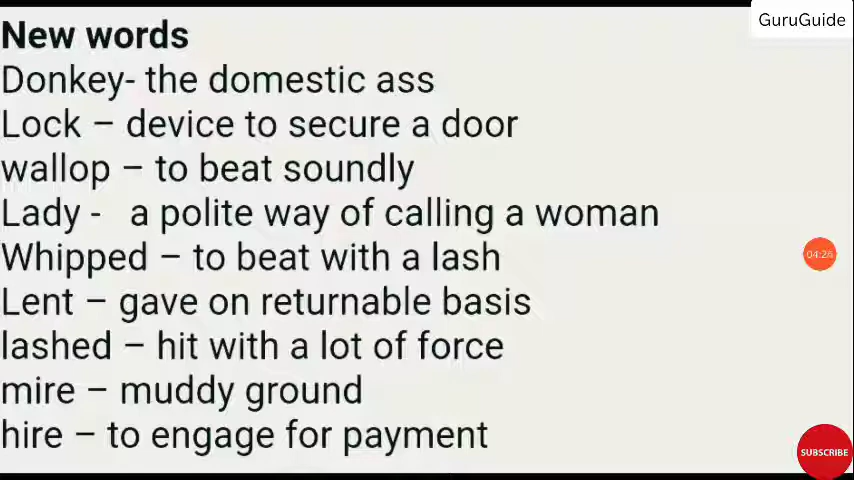 GuruGuide
New words
Donkey- the domestic ass
Lock – device to secure a door
wallop – to beat soundly
Lady - a polite way of calling a woman
Whipped – to beat with a lash
04:26
Lent – gave on returnable basis
lashed – hit with a lot of force
mire – muddy ground
hire – to engage for payment
SUBSCRIBE